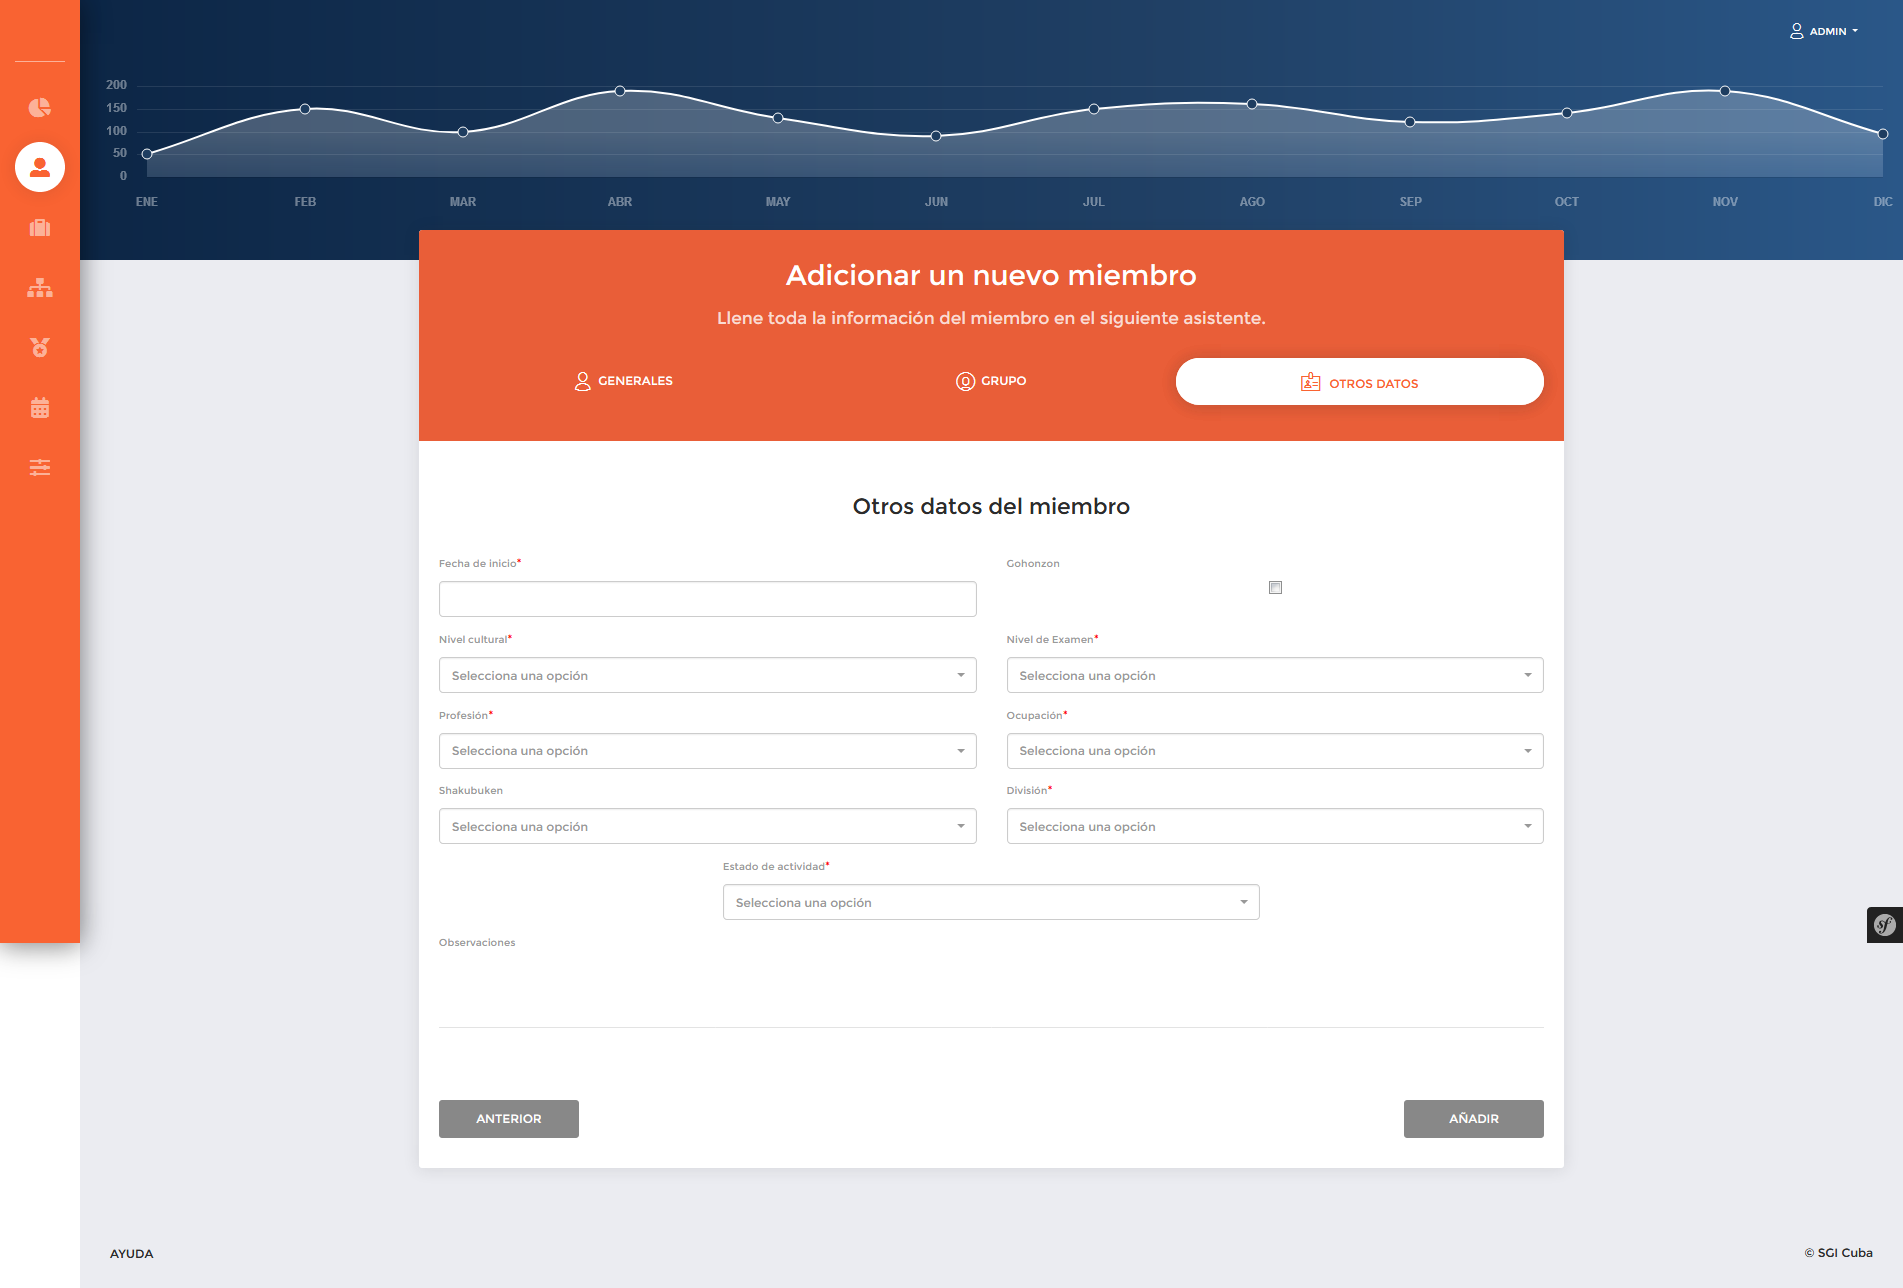 ADMIN
200
150
100
50
0
ENE FEB MAR ABR MAY JUN JUL AGO SEP OCT NOV DIC
Adicionar un nuevo miembro
Llene toda la información del miembro en el siguiente asistente.
GENERALES GRUPO OTROS DATOS
Otros datos del miembro
Fecha de inicio* Gohonzon
Nivel cultural* Nivel de Examen*
Selecciona una opción Selecciona una opción
Profesión* Ocupación*
Selecciona una opción Selecciona una opción
Shakubuken División*
Selecciona una opción Selecciona una opción
Estado de actividad*
Selecciona una opción
Observaciones
ANTERIOR AÑADIR
sf
AYUDA © SGI Cuba